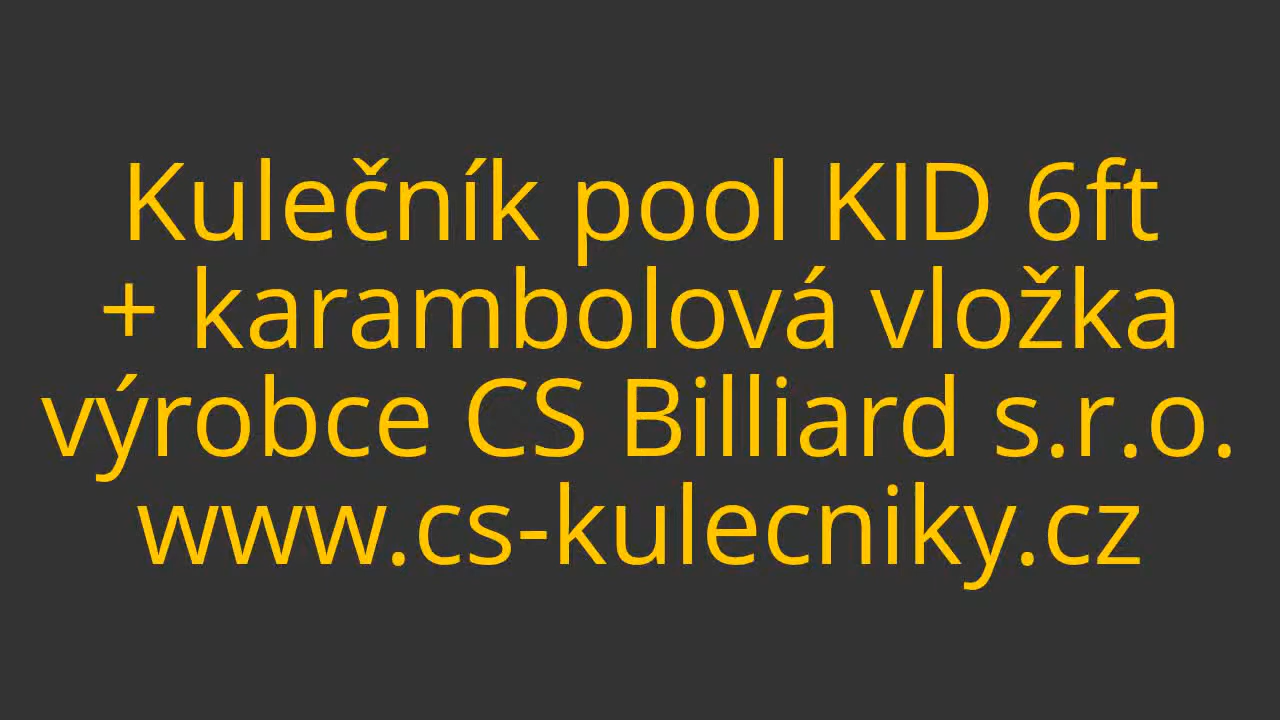 Kulečník pool KID 6ft
+ karambolová vložka
výrobce CS Billiard s.r.o.
www.cs-kulecniky.cz